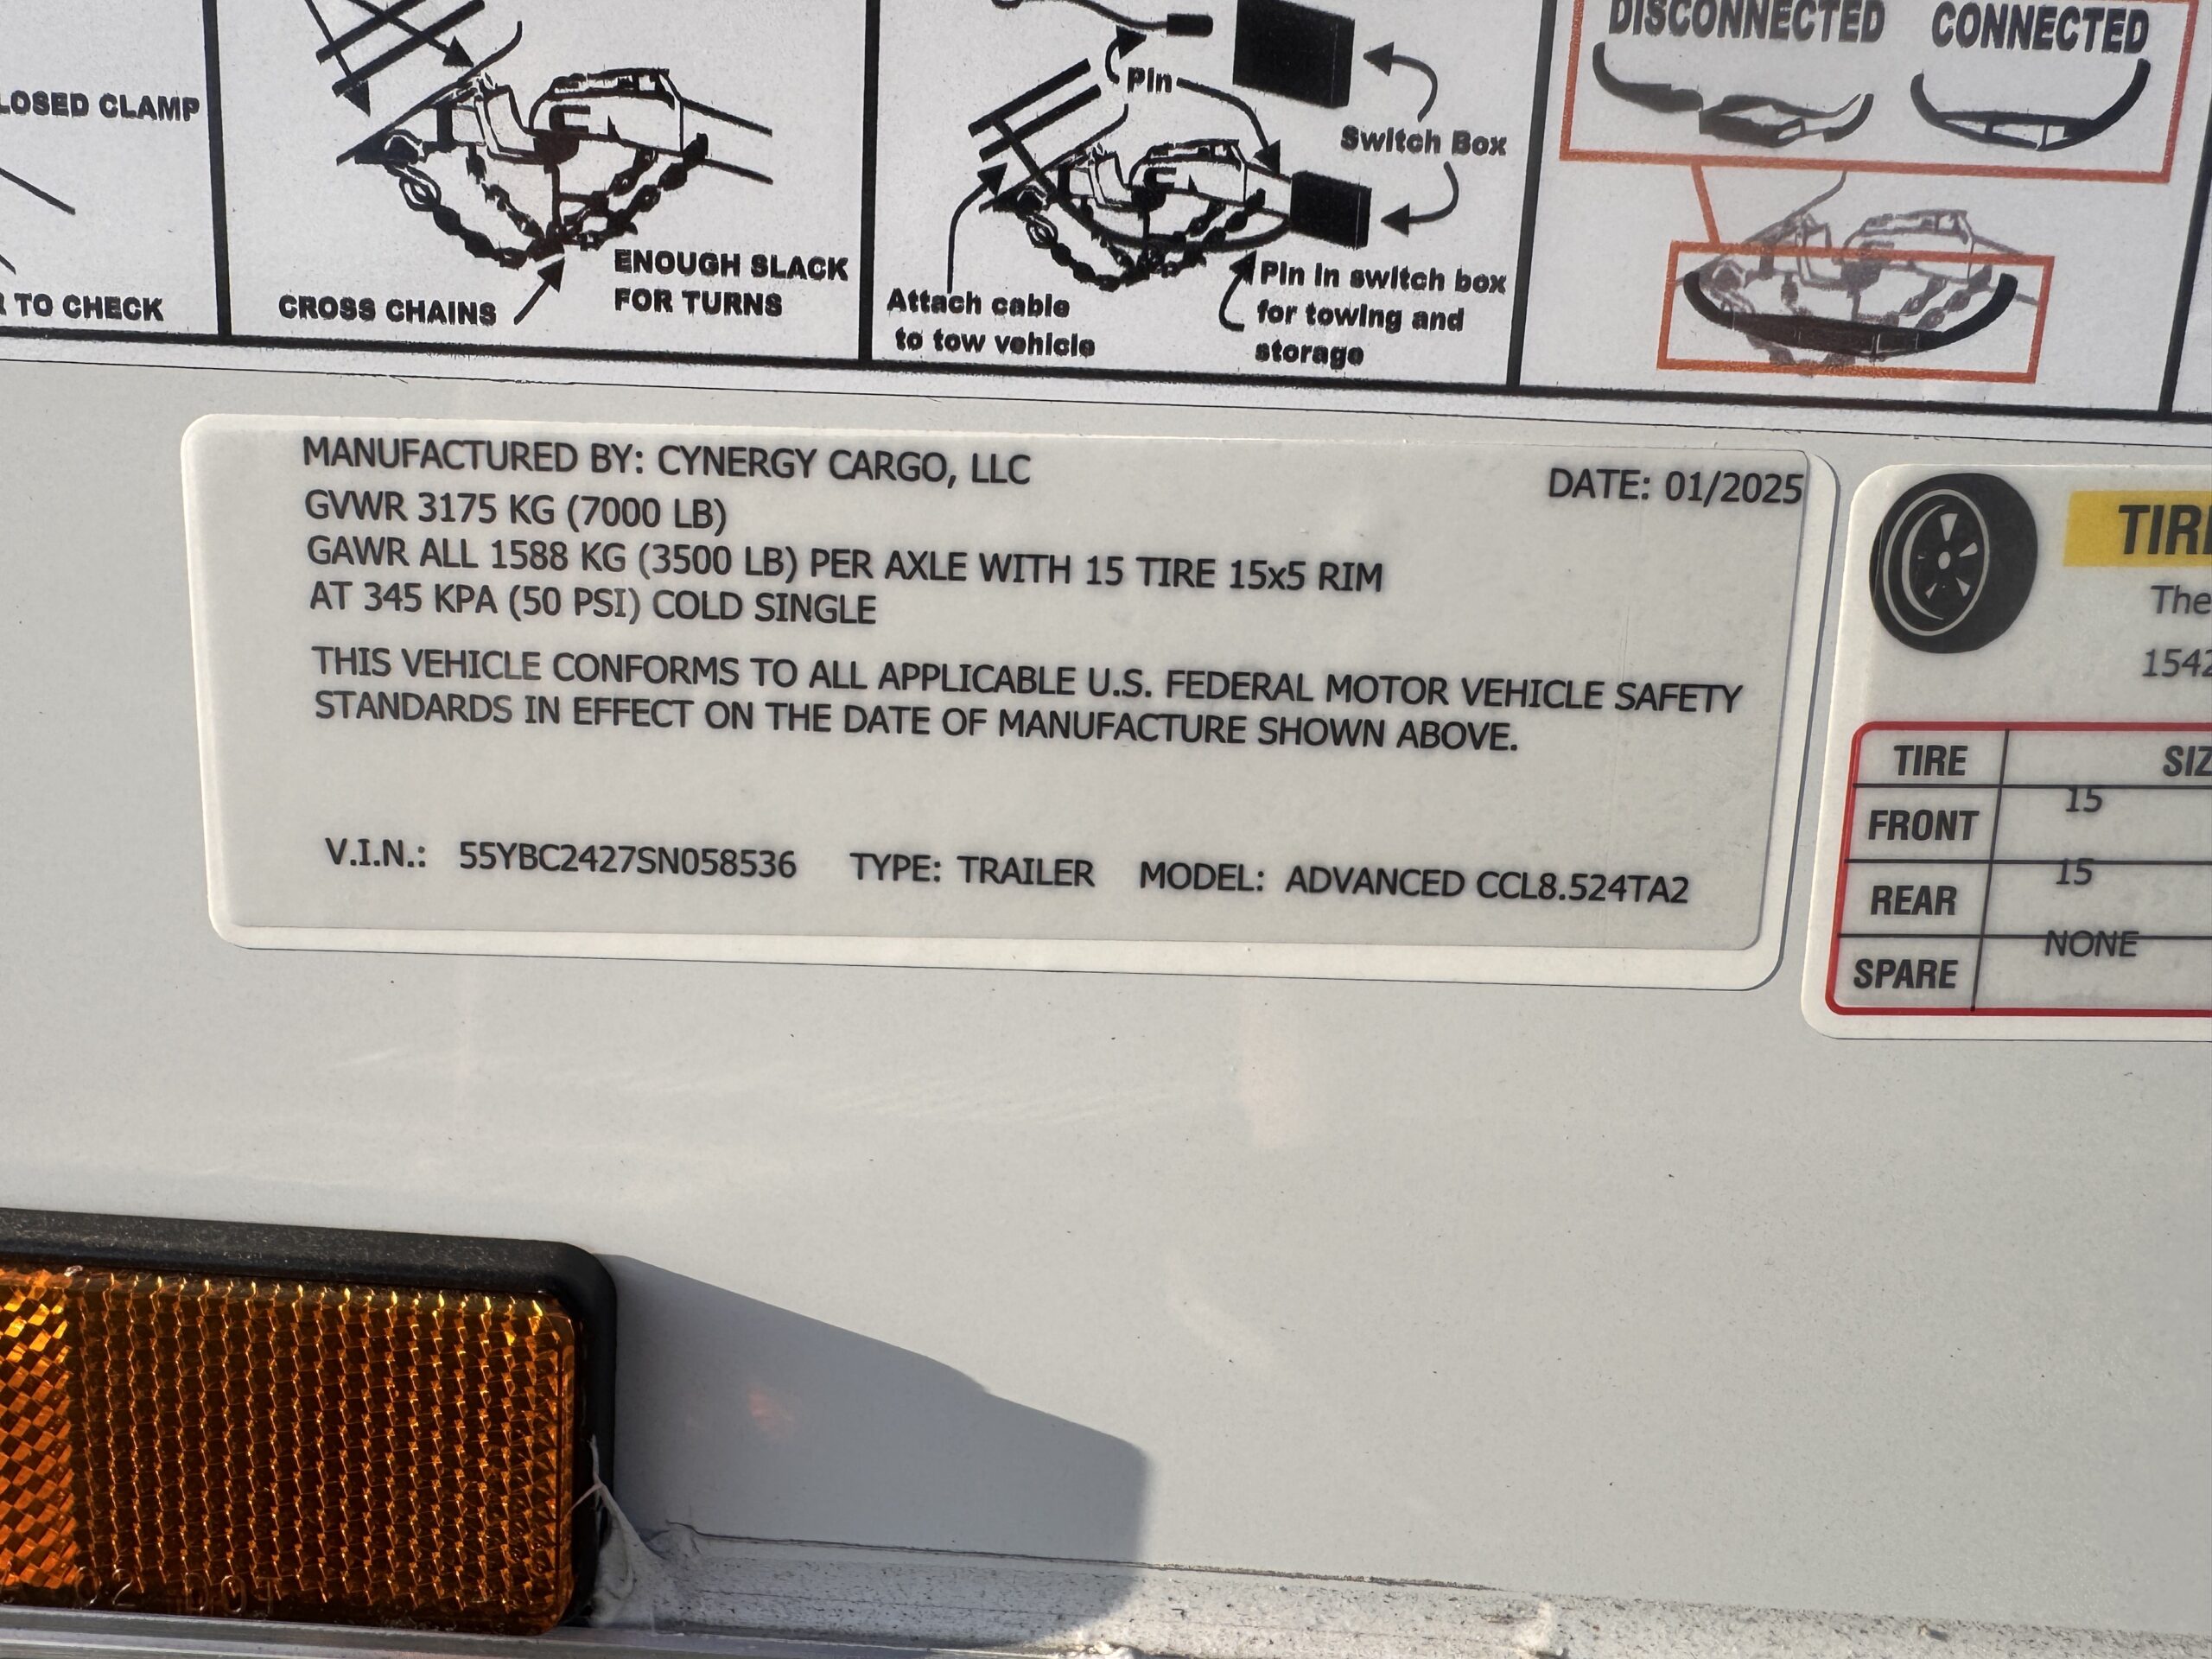 DISCONNECTED CONNECTED
Pin
LOSED CLAMP
Switch Box
ENOUGH SLACK
FOR TURNS
CROSS CHAINS
TO CHECK
Attach cable
to tow vehicle
Pin in switch box
for towing and
storage
MANUFACTURED BY: CYNERGY CARGO, LLC
DATE: 01/2025
GVWR 3175 KG (7000 LB)
GAWR ALL 1588 KG (3500 LB) PER AXLE WITH 15 TIRE 15x5 RIM
AT 345 KPA (50 PSI) COLD SINGLE
THIS VEHICLE CONFORMS TO ALL APPLICABLE U.S. FEDERAL MOTOR VEHICLE SAFETY
STANDARDS IN EFFECT ON THE DATE OF MANUFACTURE SHOWN ABOVE.
V.I.N.: 55YBC2427SN058536 TYPE: TRAILER MODEL: ADVANCED CCL8.524TA2
TIR
The
1542
TIRE SIZ
FRONT 15
REAR 15
SPARE NONE
02 DOT